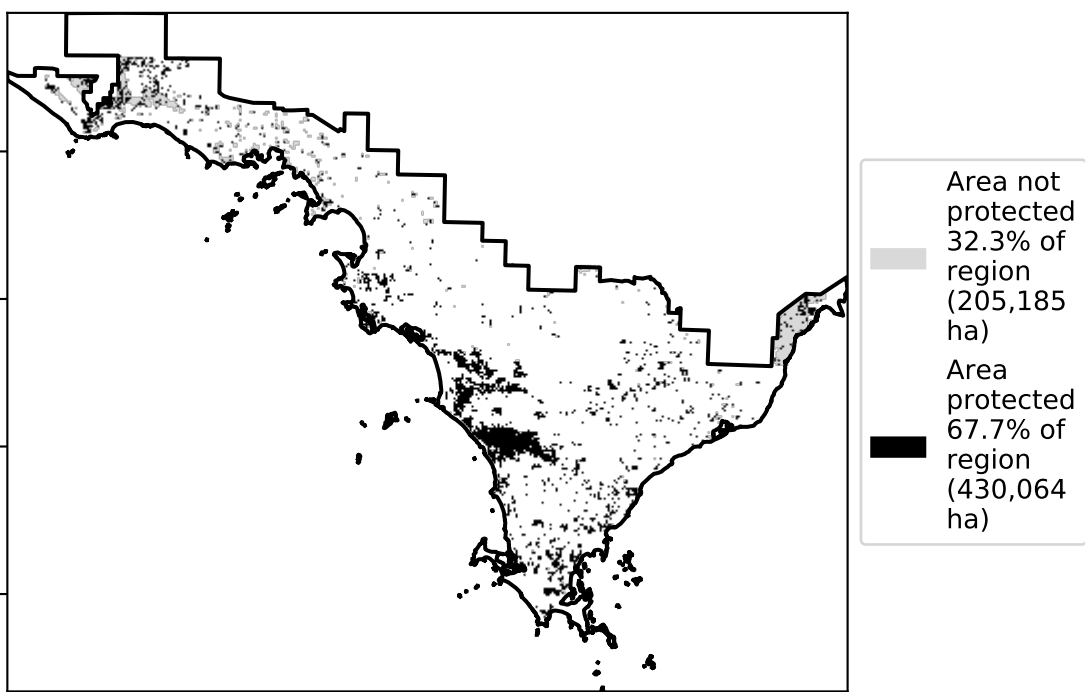 Area not
protected
32.3% of
region
(205,185
ha)
Area
protected
67.7% of
region
(430,064
ha)